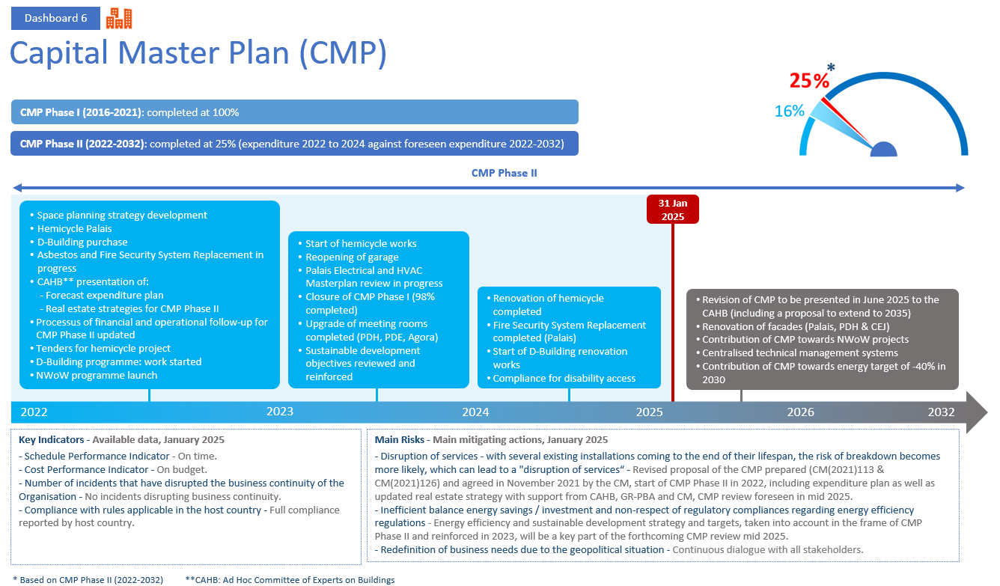 Dashboard 6
Capital Master Plan (CMP)
25%*
16%
CMP Phase I (2016-2021): completed at 100%
CMP Phase II (2022-2032): completed at 25% (expenditure 2022 to 2024 against foreseen expenditure 2022-2032)
CMP Phase II
31 Jan
2025
• Space planning strategy development
• Hemicycle Palais
• D-Building purchase
• Asbestos and Fire Security System Replacement in
progress
• CAHB** presentation of:
- Forecast expenditure plan
- Real estate strategies for CMP Phase II
• Processus of financial and operational follow-up for
CMP Phase II updated
• Tenders for hemicycle project
• D-Building programme: work started
• NWoW programme launch
• Start of hemicycle works
• Reopening of garage
• Palais Electrical and HVAC
Masterplan review in progress
• Closure of CMP Phase I (98%
completed)
• Upgrade of meeting rooms
completed (PDH, PDE, Agora)
• Sustainable development
objectives reviewed and
reinforced
• Renovation of hemicycle
completed
• Fire Security System Replacement
completed (Palais)
• Start of D-Building renovation
works
• Compliance for disability access
• Revision of CMP to be presented in June 2025 to the
CAHB (including a proposal to extend to 2035)
• Renovation of facades (Palais, PDH & CEJ)
• Contribution of CMP towards NWoW projects
• Centralised technical management systems
• Contribution of CMP towards energy target of -40% in
2030
2022 2023 2024 2025 2026 2032
Key Indicators - Available data, January 2025
- Schedule Performance Indicator - On time.
- Cost Performance Indicator - On budget.
- Number of incidents that have disrupted the business continuity of the
Organisation - No incidents disrupting business continuity.
- Compliance with rules applicable in the host country - Full compliance
reported by host country.
Main Risks - Main mitigating actions, January 2025
- Disruption of services - with several existing installations coming to the end of their lifespan, the risk of breakdown becomes
more likely, which can lead to a "disruption of services“ - Revised proposal of the CMP prepared (CM(2021)113 &
CM(2021)126) and agreed in November 2021 by the CM, start of CMP Phase II in 2022, including expenditure plan as well as
updated real estate strategy with support from CAHB, GR-PBA and CM, CMP review foreseen in mid 2025.
- Inefficient balance energy savings / investment and non-respect of regulatory compliances regarding energy efficiency
regulations - Energy efficiency and sustainable development strategy and targets, taken into account in the frame of CMP
Phase II and reinforced in 2023, will be a key part of the forthcoming CMP review mid 2025.
- Redefinition of business needs due to the geopolitical situation - Continuous dialogue with all stakeholders.
* Based on CMP Phase II (2022-2032) **CAHB: Ad Hoc Committee of Experts on Buildings